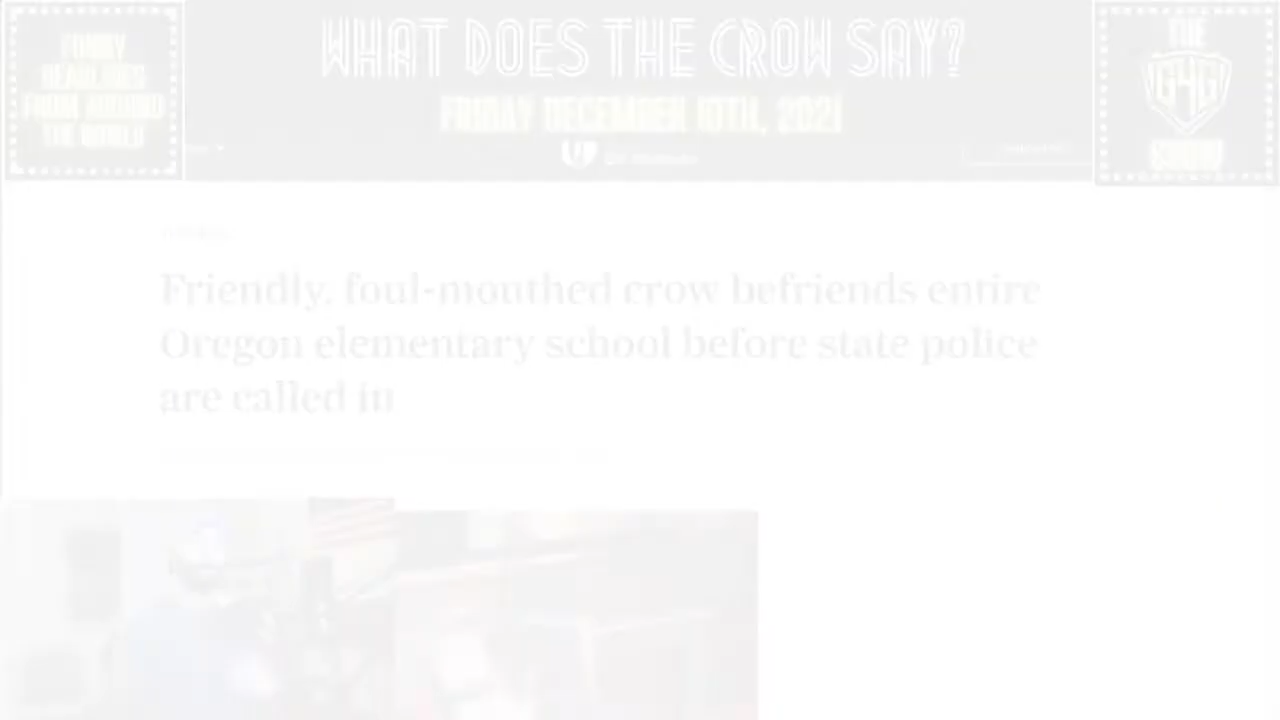 WHAT DOES THE CROW SAY?
FRIDAY DECEMBER 10TH, 2021
FUNNY
HEADLINES
FROM AROUND
THE WORLD
THE
G4G
SHOW
Friendly, foul-mouthed crow befriends entire
Oregon elementary school before state police
are called in